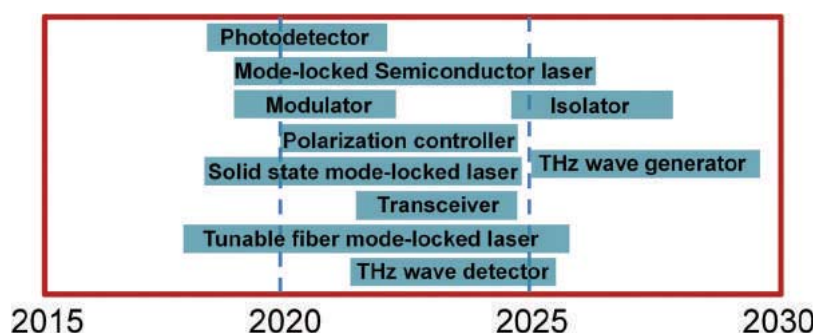 Photodetector
Mode-locked Semiconductor laser
Modulator
Isolator
Polarization controller
THz wave generator
Solid state mode-locked laser
Transceiver
Tunable fiber mode-locked laser
THz wave detector
2015 2020 2025 2030